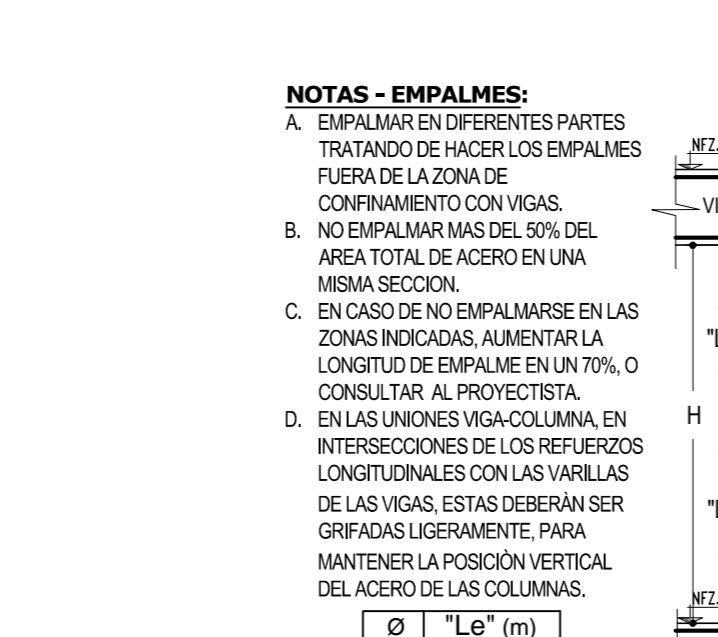 NOTAS - EMPALMES:
A. EMPALMAR EN DIFERENTES PARTES
TRATANDO DE HACER LOS EMPALMES
FUERA DE LA ZONA DE
CONFINAMIENTO CON VIGAS.
B. NO EMPALMAR MAS DEL 50% DEL
AREA TOTAL DE ACERO EN UNA
MISMA SECCION.
C. EN CASO DE NO EMPALMARSE EN LAS
ZONAS INDICADAS, AUMENTAR LA
LONGITUD DE EMPALME EN UN 70%, O
CONSULTAR AL PROYECTISTA.
D. EN LAS UNIONES VIGA-COLUMNA, EN
INTERSECCIONES DE LOS REFUERZOS
LONGITUDINALES CON LAS VARILLAS
DE LAS VIGAS, ESTAS DEBERÀN SER
GRIFADAS LIGERAMENTE, PARA
MANTENER LA POSICIÒN VERTICAL
DEL ACERO DE LAS COLUMNAS.
Ø "Le" (m)
NFZ.
H
NFZ.